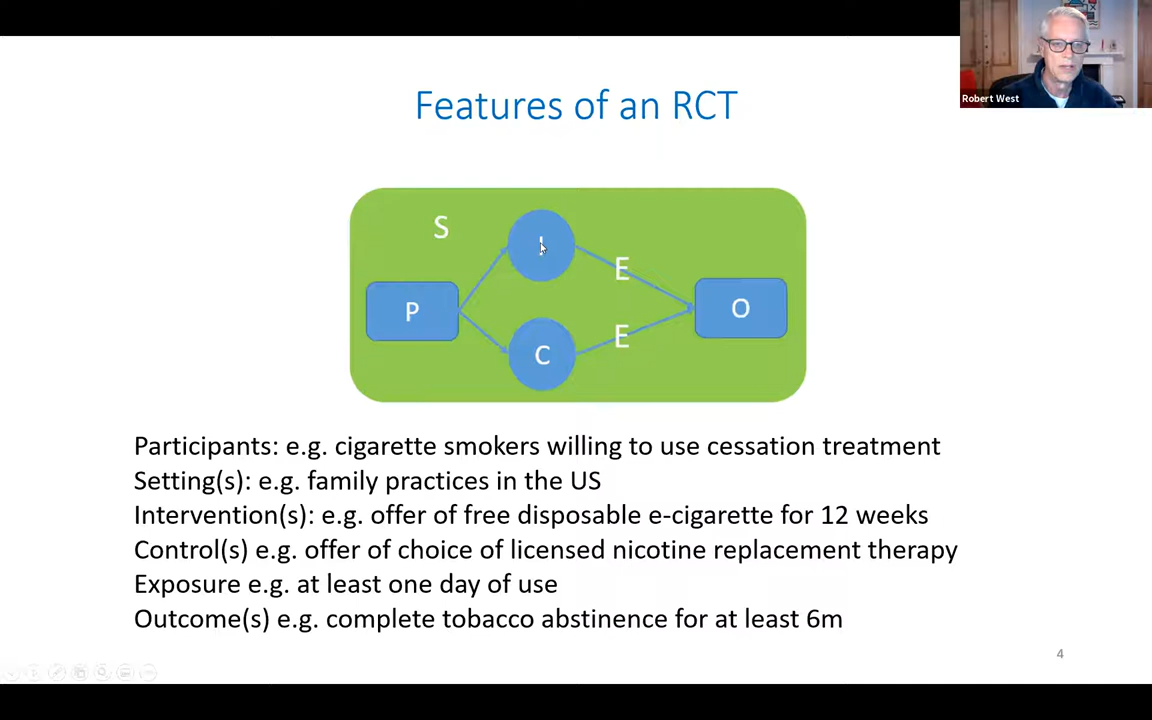 Robert West
Features of an RCT
S
I
E
P
O
E
C
Participants: e.g. cigarette smokers willing to use cessation treatment
Setting(s): e.g. family practices in the US
Intervention(s): e.g. offer of free disposable e-cigarette for 12 weeks
Control(s) e.g. offer of choice of licensed nicotine replacement therapy
Exposure e.g. at least one day of use
Outcome(s) e.g. complete tobacco abstinence for at least 6m
4